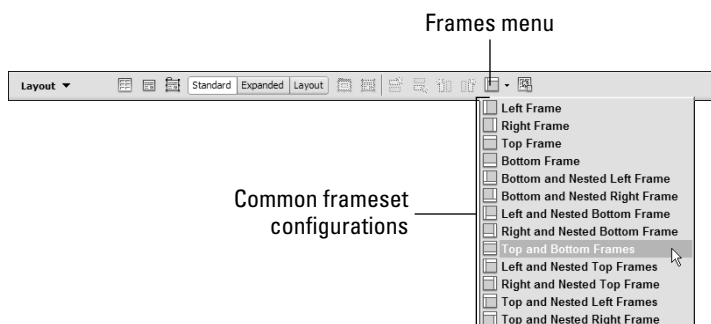 Frames menu
Layout ▼ Standard Expanded Layout
Left Frame
Right Frame
Top Frame
Bottom Frame
Bottom and Nested Left Frame
Bottom and Nested Right Frame
Common frameset
configurations
Left and Nested Bottom Frame
Right and Nested Bottom Frame
Top and Bottom Frames
Left and Nested Top Frames
Right and Nested Top Frame
Top and Nested Left Frames
Top and Nested Right Frame